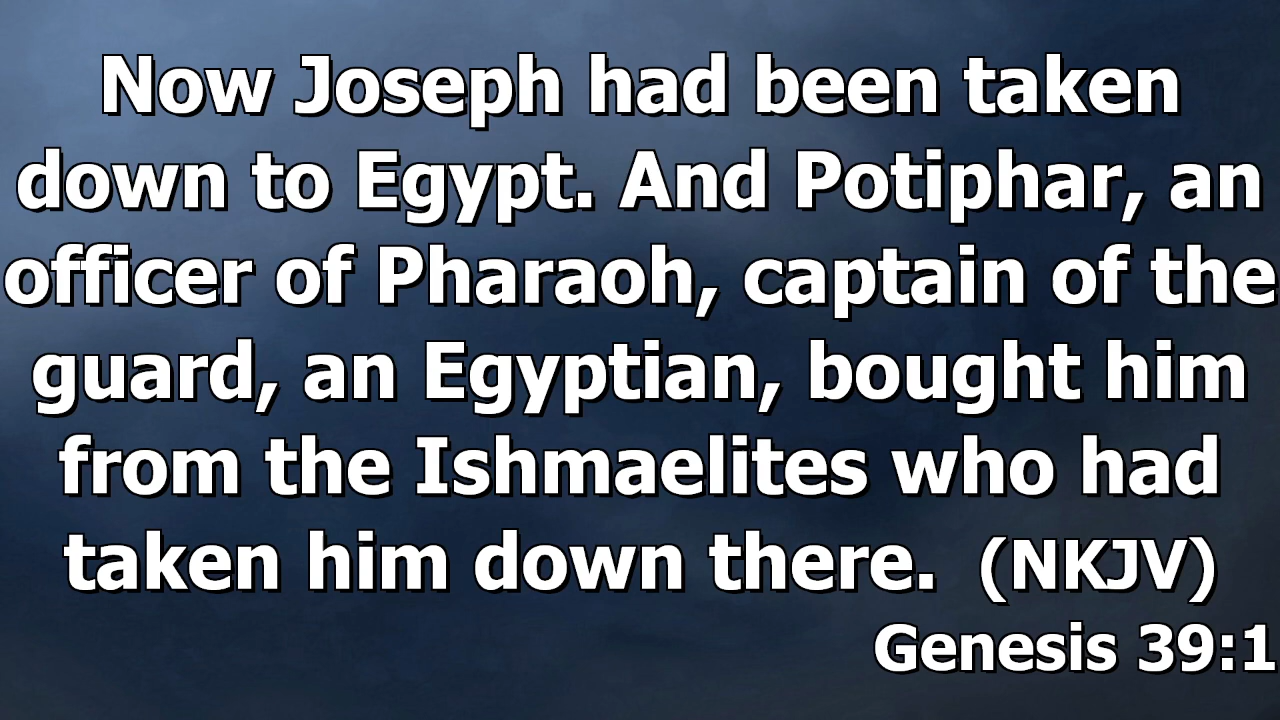 Now Joseph had been taken
down to Egypt. And Potiphar, an
officer of Pharaoh, captain of the
guard, an Egyptian, bought him
from the Ishmaelites who had
taken him down there. (NKJV)
Genesis 39:1